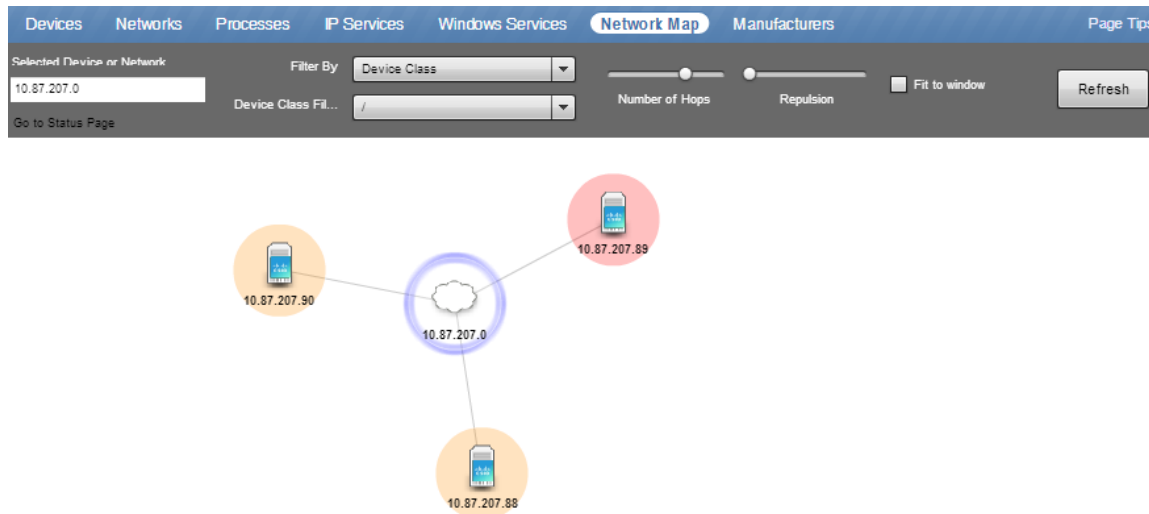 Devices Networks Processes IP Services Windows Services Network Map Manufacturers Page Tips
Selected Device or Network Filter By Device Class
10.87.207.0
Number of Hops Repulsion Fit to window Refresh
Device Class Fil... /
Go to Status Page
10.87.207.89
10.87.207.90
10.87.207.0
10.87.207.88